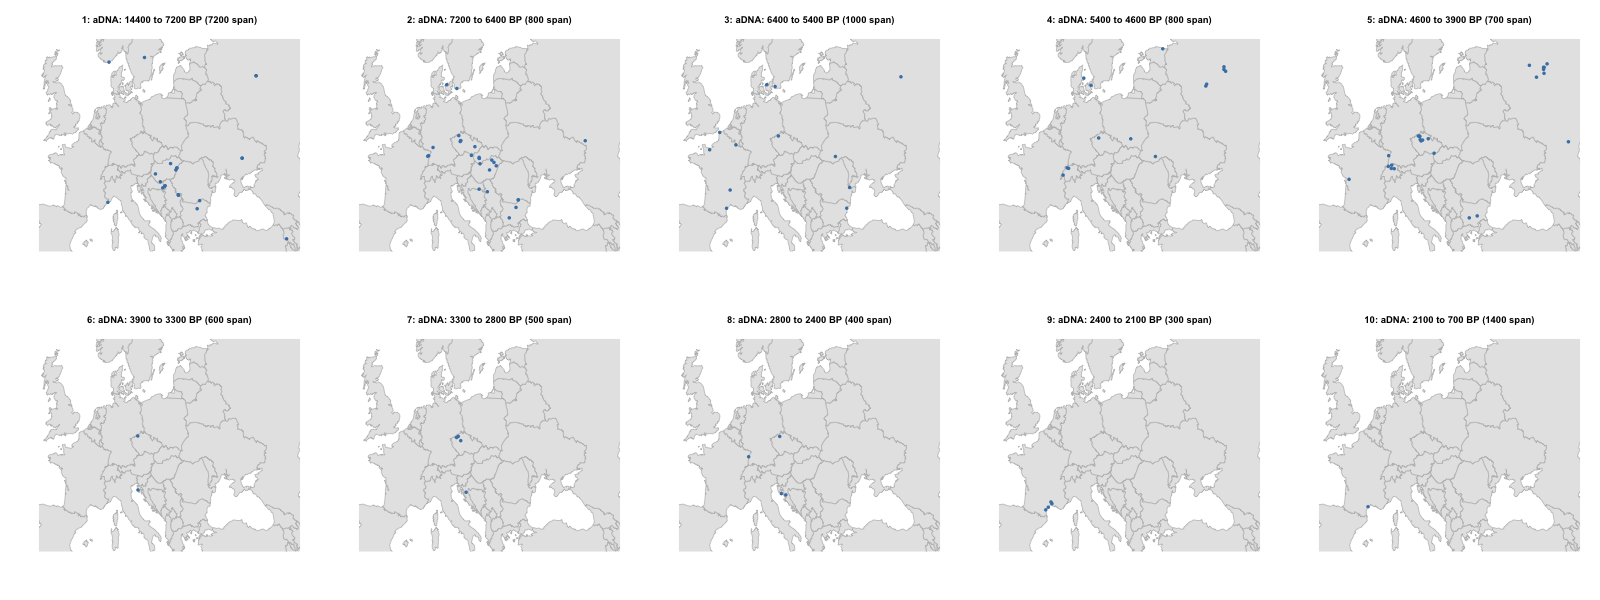 1: aDNA: 14400 to 7200 BP (7200 span)
2: aDNA: 7200 to 6400 BP (800 span)
3: aDNA: 6400 to 5400 BP (1000 span)
4: aDNA: 5400 to 4600 BP (800 span)
5: aDNA: 4600 to 3900 BP (700 span)
6: aDNA: 3900 to 3300 BP (600 span)
7: aDNA: 3300 to 2800 BP (500 span)
8: aDNA: 2800 to 2400 BP (400 span)
9: aDNA: 2400 to 2100 BP (300 span)
10: aDNA: 2100 to 700 BP (1400 span)